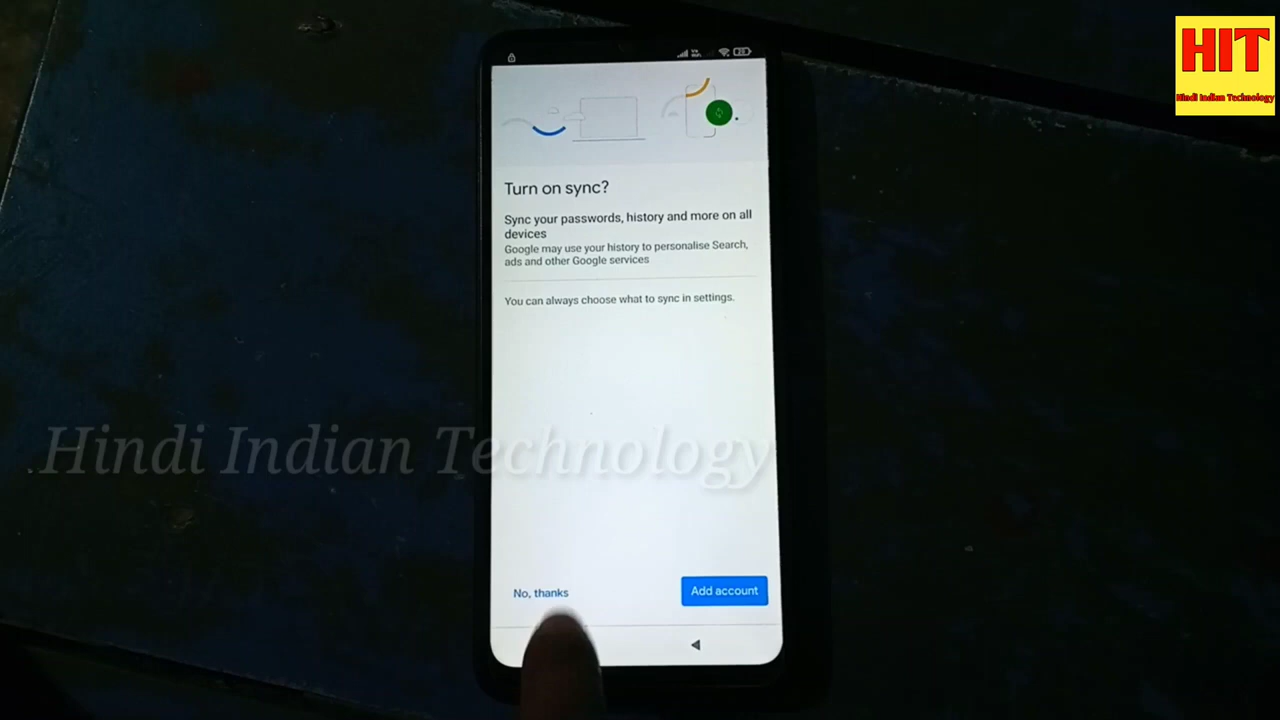 HIT
Hindi Indian Technology
Turn on sync?
Sync your passwords, history and more on all
devices
Google may use your history to personalise Search,
ads and other Google services
You can always choose what to sync in settings.
Hindi Indian Technology
No, thanks
Add account